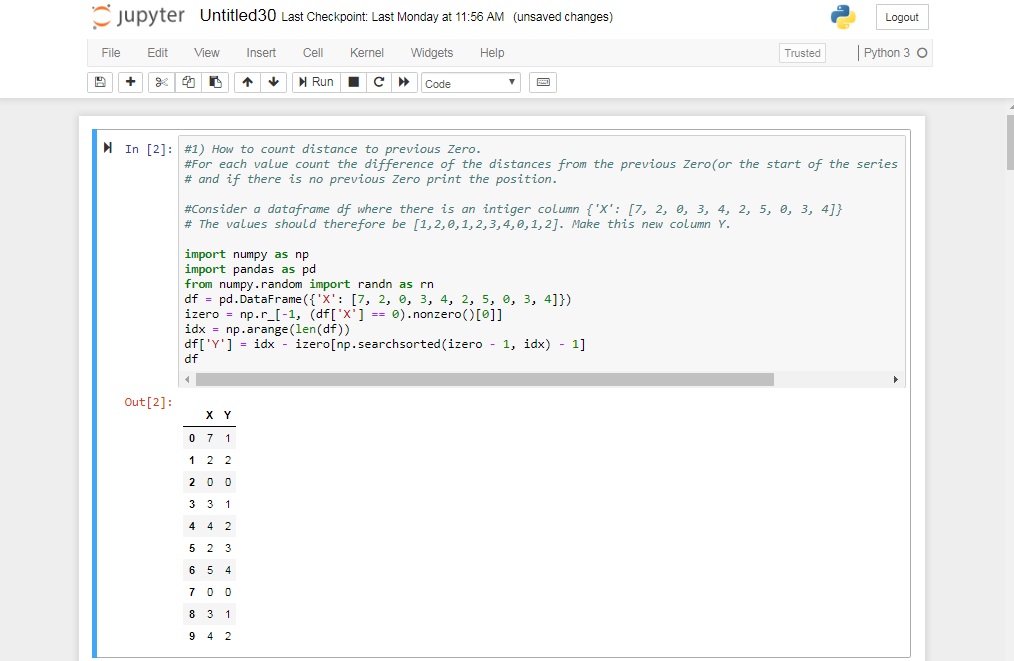 jupyter Untitled30 Last Checkpoint: Last Monday at 11:56 AM (unsaved changes) Logout
File Edit View Insert Cell Kernel Widgets Help Trusted Python 3
Run Code
In [2]: #1) How to count distance to previous Zero.
#For each value count the difference of the distances from the previous Zero(or the start of the series
# and if there is no previous Zero print the position.
#Consider a dataframe df where there is an intiger column {'X': [7, 2, 0, 3, 4, 2, 5, 0, 3, 4]}
# The values should therefore be [1,2,0,1,2,3,4,0,1,2]. Make this new column Y.
import numpy as np
import pandas as pd
from numpy.random import randn as rn
df = pd.DataFrame({'X': [7, 2, 0, 3, 4, 2, 5, 0, 3, 4]})
izero = np.r_[-1, (df['X'] == 0).nonzero()[0]]
idx = np.arange(len(df))
df['Y'] = idx - izero[np.searchsorted(izero - 1, idx) - 1]
df
Out[2]:
X Y
0 7 1
1 2 2
2 0 0
3 3 1
4 4 2
5 2 3
6 5 4
7 0 0
8 3 1
9 4 2